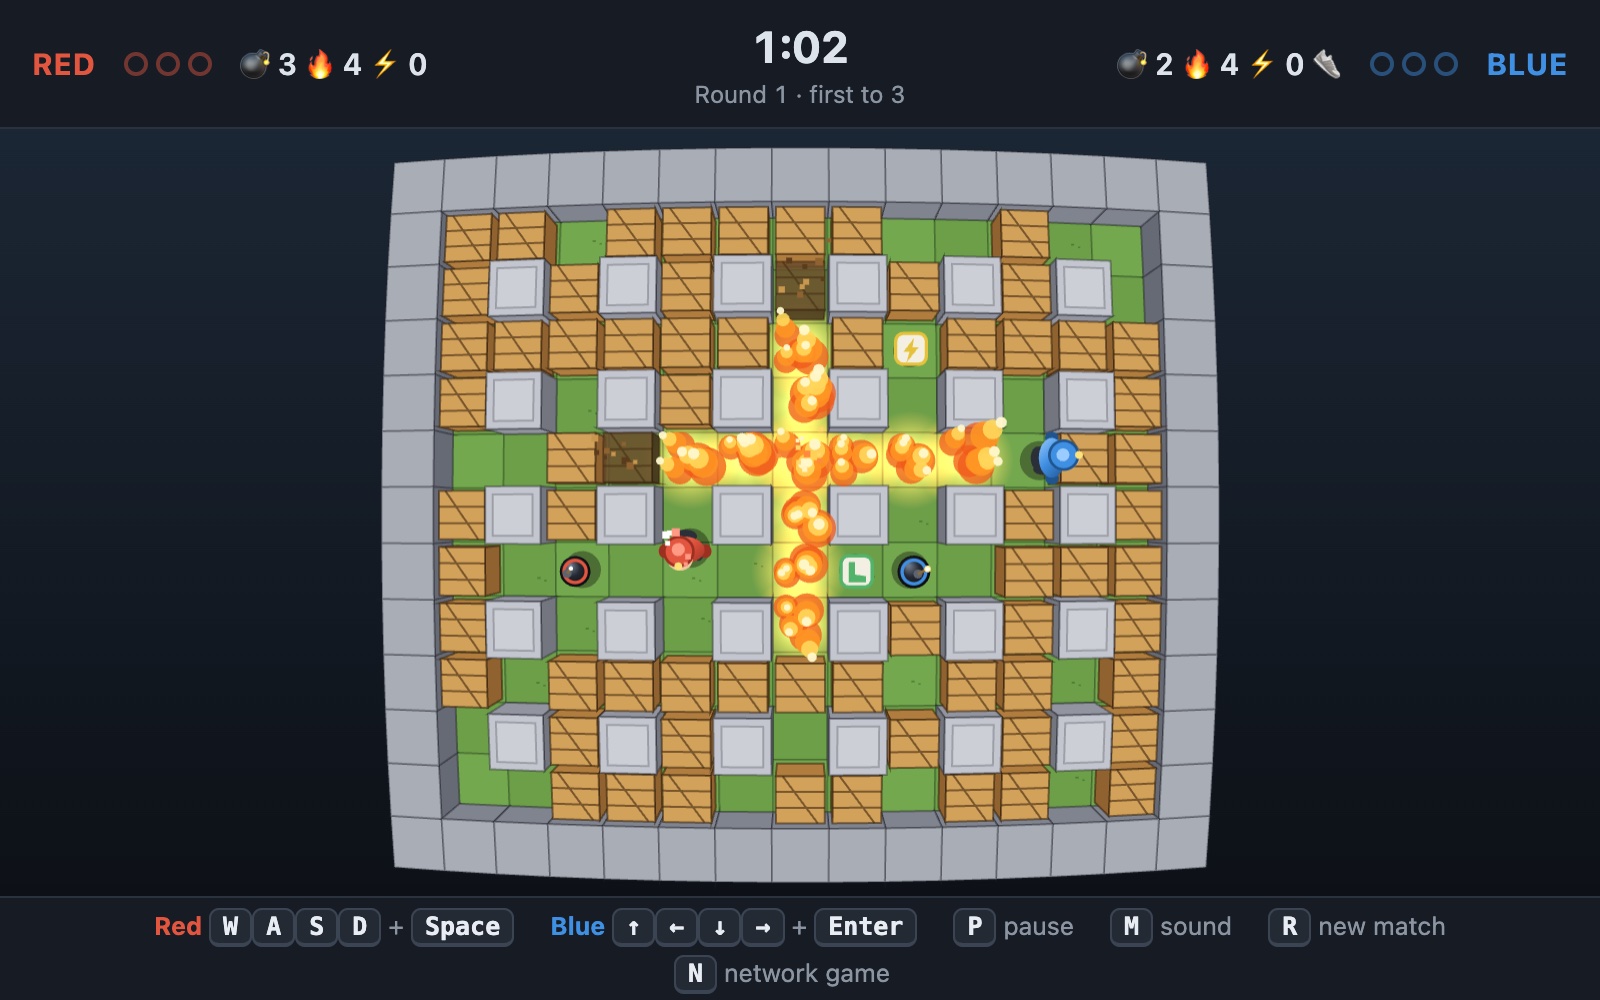 RED 3 4 0
1:02
Round 1 · first to 3
2 4 0 BLUE
L
Red W A S D + Space Blue ↑ ← ↓ → + Enter P pause M sound R new match
N network game